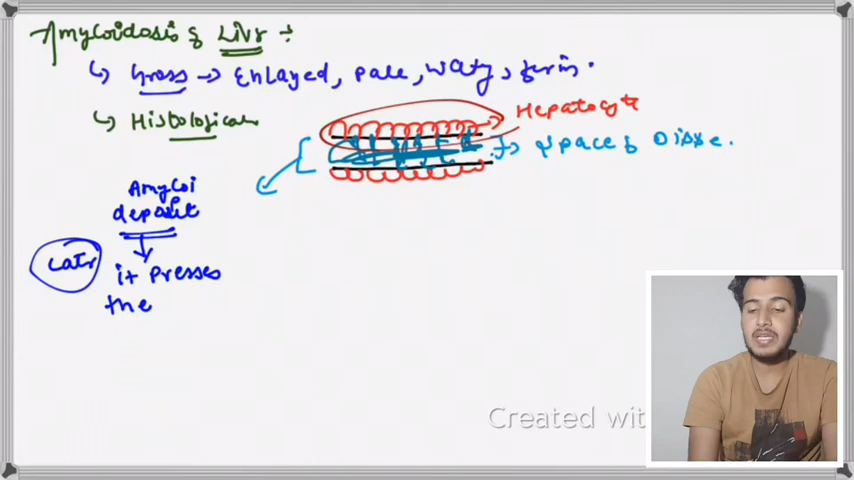 Amyloidosis of Liver ÷
↳ Gross → Enlarged, pale, waxy, firm.
↳ Histological
Hepatocyte
Space of Disse.
Amyloi
deposit
Later
it presses
the
Created wit